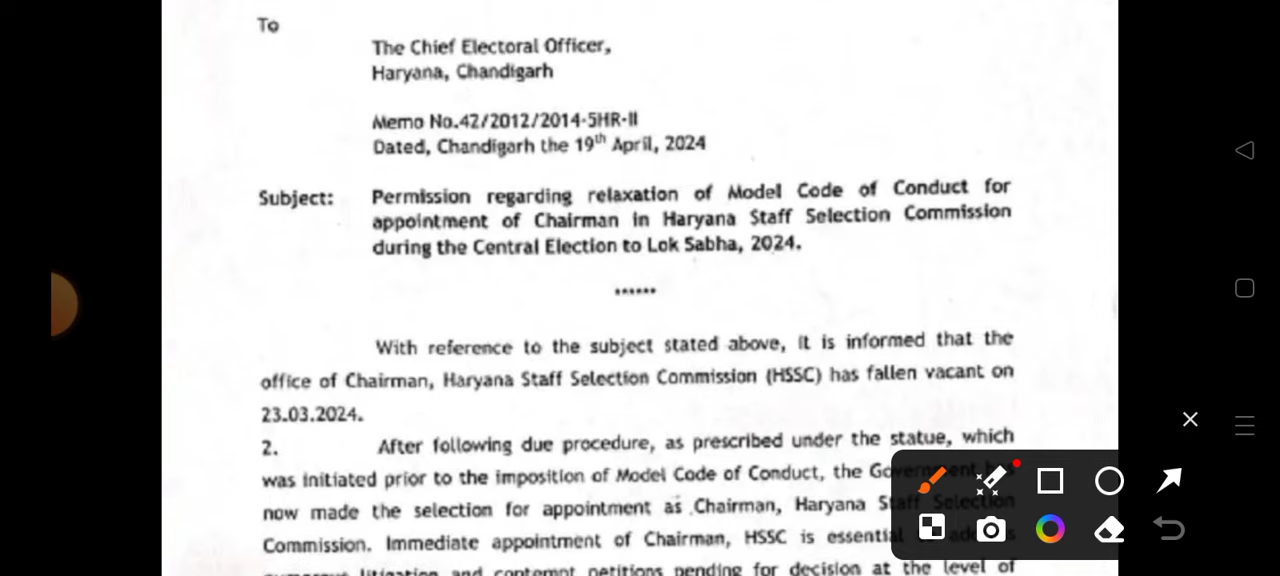 To
The Chief Electoral Officer,
Haryana, Chandigarh
Memo No.42/2012/2014-5HR-II
Dated, Chandigarh the 19th April, 2024
Subject: Permission regarding relaxation of Model Code of Conduct for
appointment of Chairman in Haryana Staff Selection Commission
during the Central Election to Lok Sabha, 2024.
******
With reference to the subject stated above, it is informed that the
office of Chairman, Haryana Staff Selection Commission (HSSC) has fallen vacant on
23.03.2024.
2. After following due procedure, as prescribed under the statue, which
was initiated prior to the imposition of Model Code of Conduct, the Government has
now made the selection for appointment as Chairman, Haryana Staff Selection
Commission. Immediate appointment of Chairman, HSSC is essential
litigation and contempt petitions pending for decision at the level of